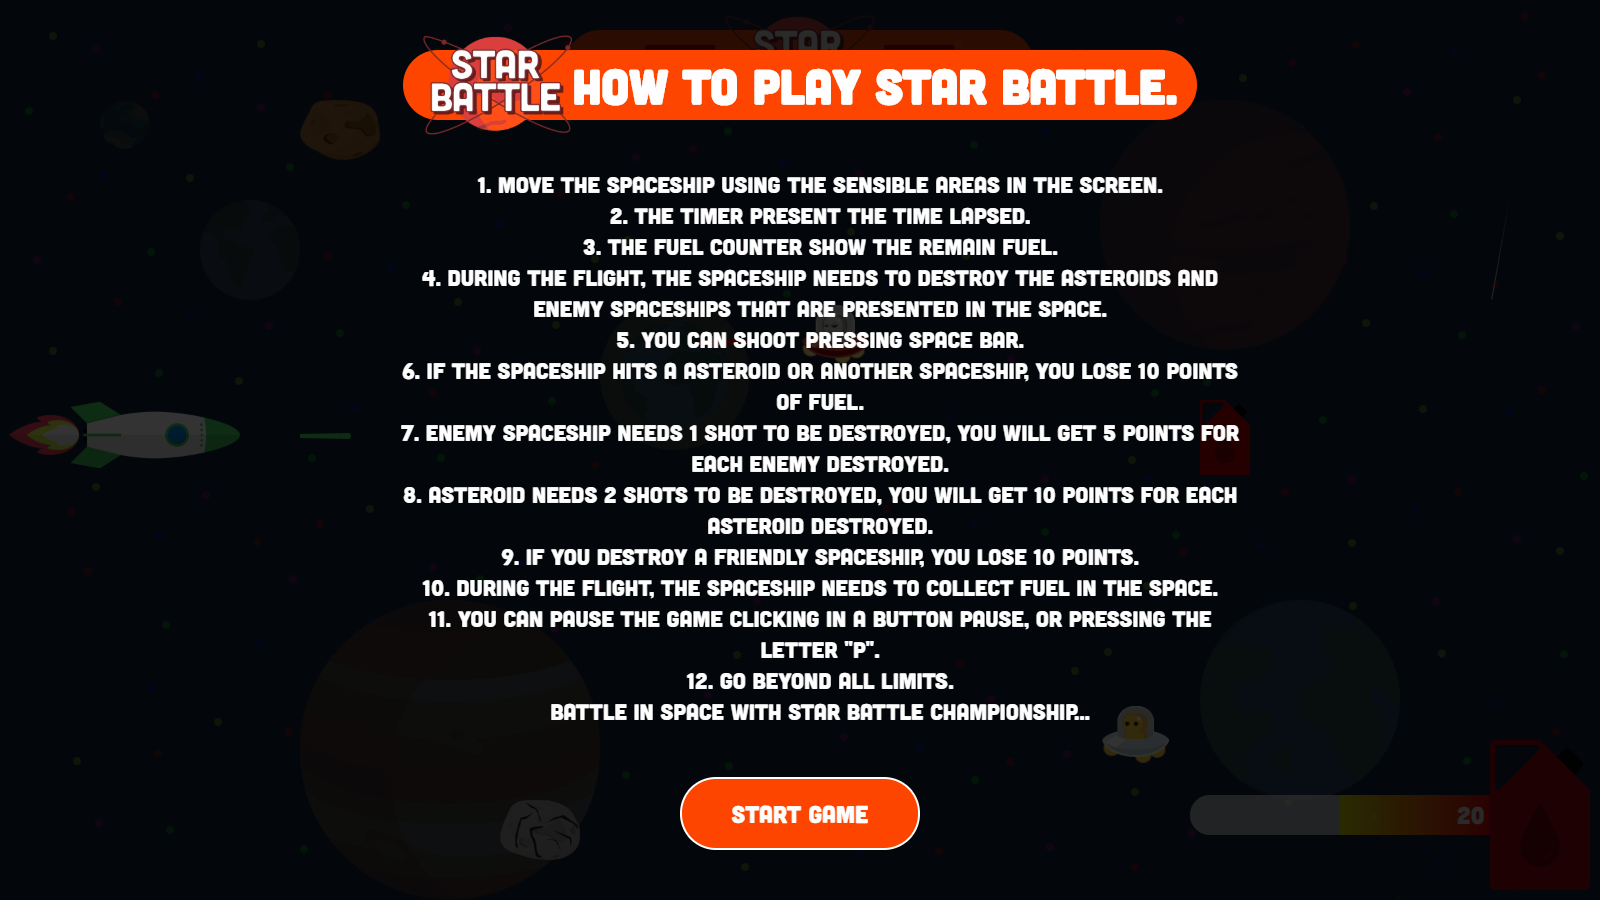 STAR
STAR
BATTLE
HOW TO PLAY STAR BATTLE.
1. MOVE THE SPACESHIP USING THE SENSIBLE AREAS IN THE SCREEN.
2. THE TIMER PRESENT THE TIME LAPSED.
3. THE FUEL COUNTER SHOW THE REMAIN FUEL.
4. DURING THE FLIGHT, THE SPACESHIP NEEDS TO DESTROY THE ASTEROIDS AND
ENEMY SPACESHIPS THAT ARE PRESENTED IN THE SPACE.
5. YOU CAN SHOOT PRESSING SPACE BAR.
6. IF THE SPACESHIP HITS A ASTEROID OR ANOTHER SPACESHIP, YOU LOSE 10 POINTS
OF FUEL.
7. ENEMY SPACESHIP NEEDS 1 SHOT TO BE DESTROYED, YOU WILL GET 5 POINTS FOR
EACH ENEMY DESTROYED.
8. ASTEROID NEEDS 2 SHOTS TO BE DESTROYED, YOU WILL GET 10 POINTS FOR EACH
ASTEROID DESTROYED.
9. IF YOU DESTROY A FRIENDLY SPACESHIP, YOU LOSE 10 POINTS.
10. DURING THE FLIGHT, THE SPACESHIP NEEDS TO COLLECT FUEL IN THE SPACE.
11. YOU CAN PAUSE THE GAME CLICKING IN A BUTTON PAUSE, OR PRESSING THE
LETTER "P".
12. GO BEYOND ALL LIMITS.
BATTLE IN SPACE WITH STAR BATTLE CHAMPIONSHIP...
START GAME
20